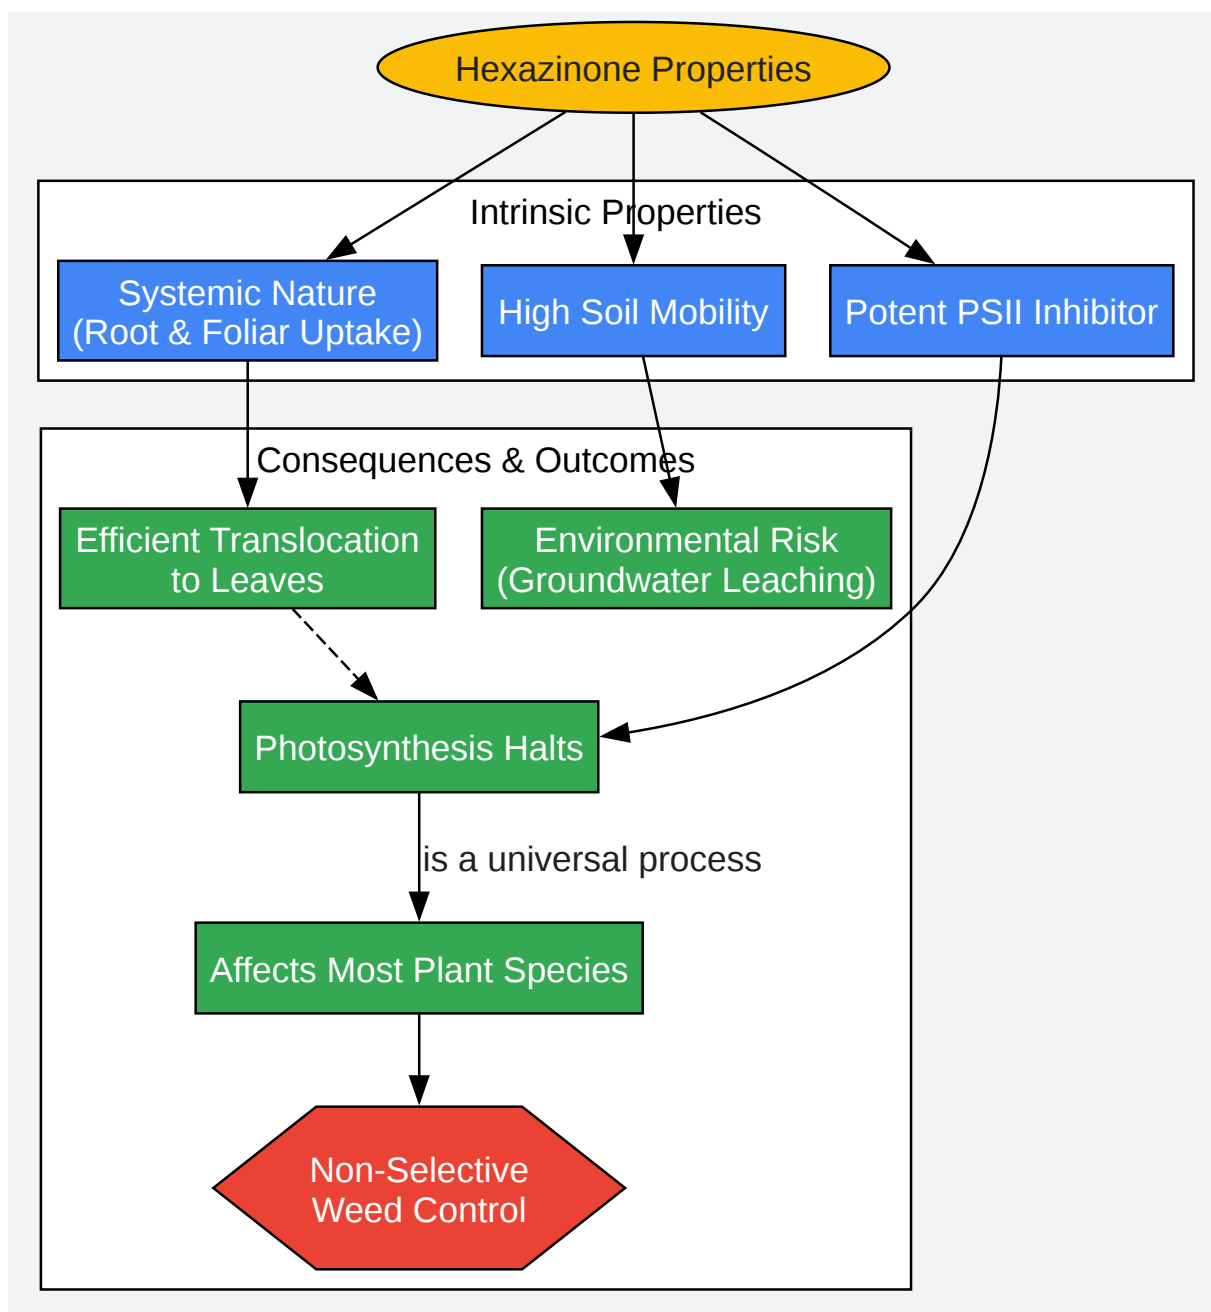 Hexazinone Properties
Intrinsic Properties
Systemic Nature
(Root & Foliar Uptake)
High Soil Mobility
Potent PSII Inhibitor
Consequences & Outcomes
Efficient Translocation
to Leaves
Environmental Risk
(Groundwater Leaching)
Photosynthesis Halts
is a universal process
Affects Most Plant Species
Non-Selective
Weed Control